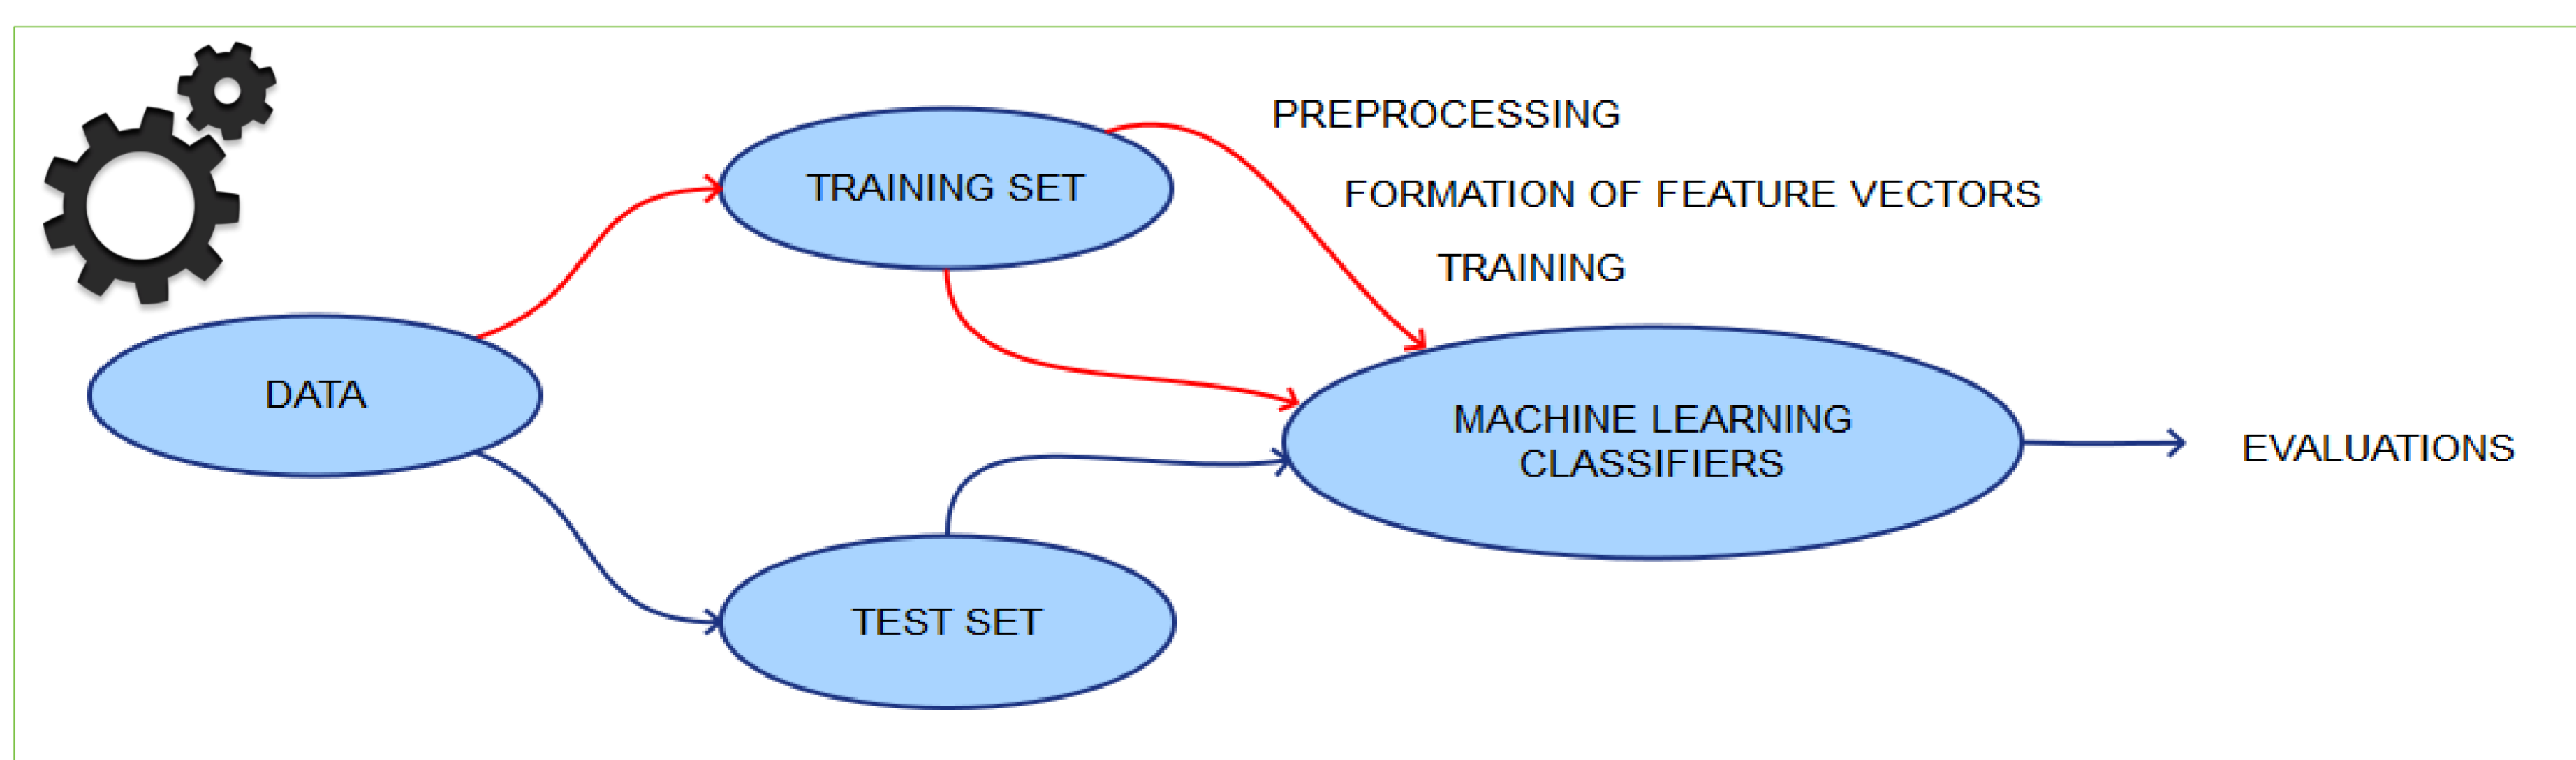 PREPROCESSING
TRAINING SET
FORMATION OF FEATURE VECTORS
TRAINING
DATA
MACHINE LEARNING
CLASSIFIERS
EVALUATIONS
TEST SET